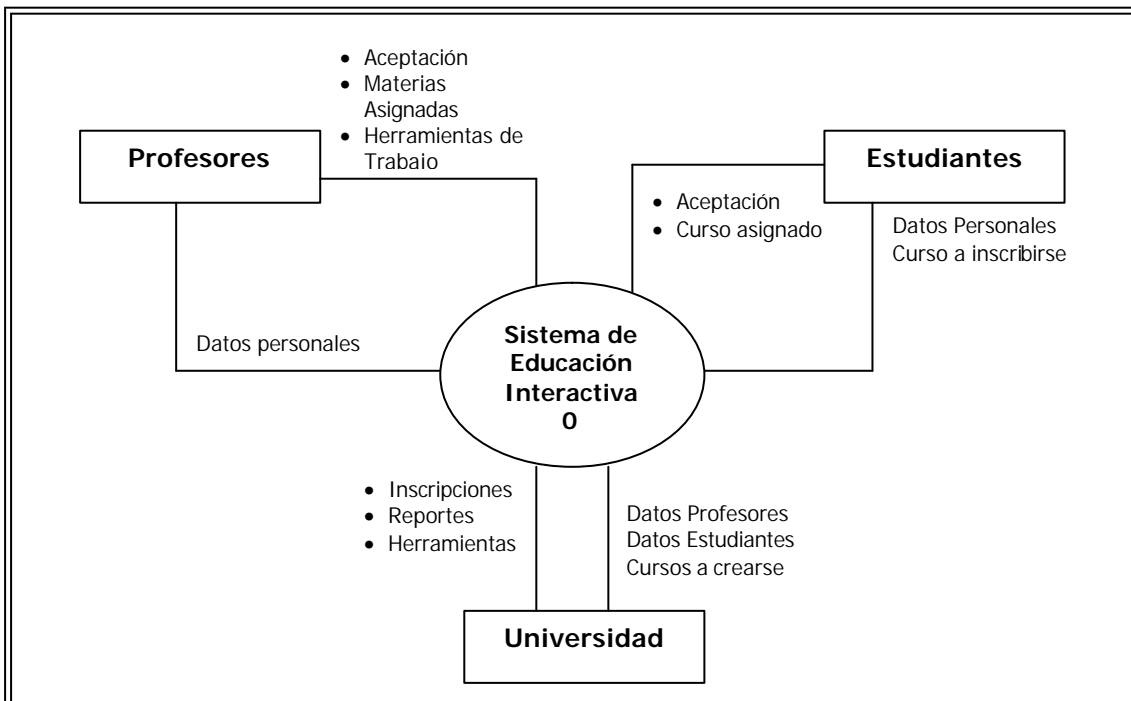 • Aceptación
• Materias
Asignadas
• Herramientas de
Trabajo
Profesores
Estudiantes
• Aceptación
• Curso asignado
Datos Personales
Curso a inscribirse
Datos personales
Sistema de
Educación
Interactiva
0
• Inscripciones
• Reportes
• Herramientas
Datos Profesores
Datos Estudiantes
Cursos a crearse
Universidad